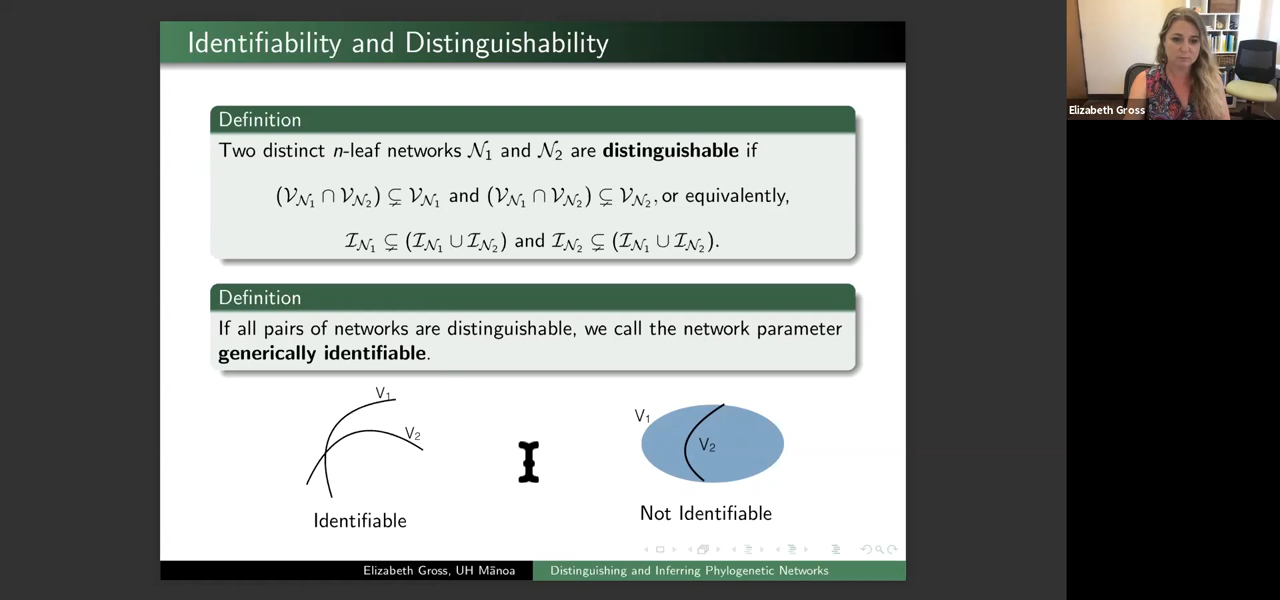 Identifiability and Distinguishability
Definition
Two distinct n-leaf networks 𝒩₁ and 𝒩₂ are distinguishable if
(𝒱_𝒩₁ ∩ 𝒱_𝒩₂) ⊊ 𝒱_𝒩₁ and (𝒱_𝒩₁ ∩ 𝒱_𝒩₂) ⊊ 𝒱_𝒩₂, or equivalently,
ℐ_𝒩₁ ⊊ (ℐ_𝒩₁ ∪ ℐ_𝒩₂) and ℐ_𝒩₂ ⊊ (ℐ_𝒩₁ ∪ ℐ_𝒩₂).
Definition
If all pairs of networks are distinguishable, we call the network parameter
generically identifiable.
V₁
V₂
Identifiable
V₁
V₂
Not Identifiable
Elizabeth Gross, UH Mānoa
Distinguishing and Inferring Phylogenetic Networks
Elizabeth Gross